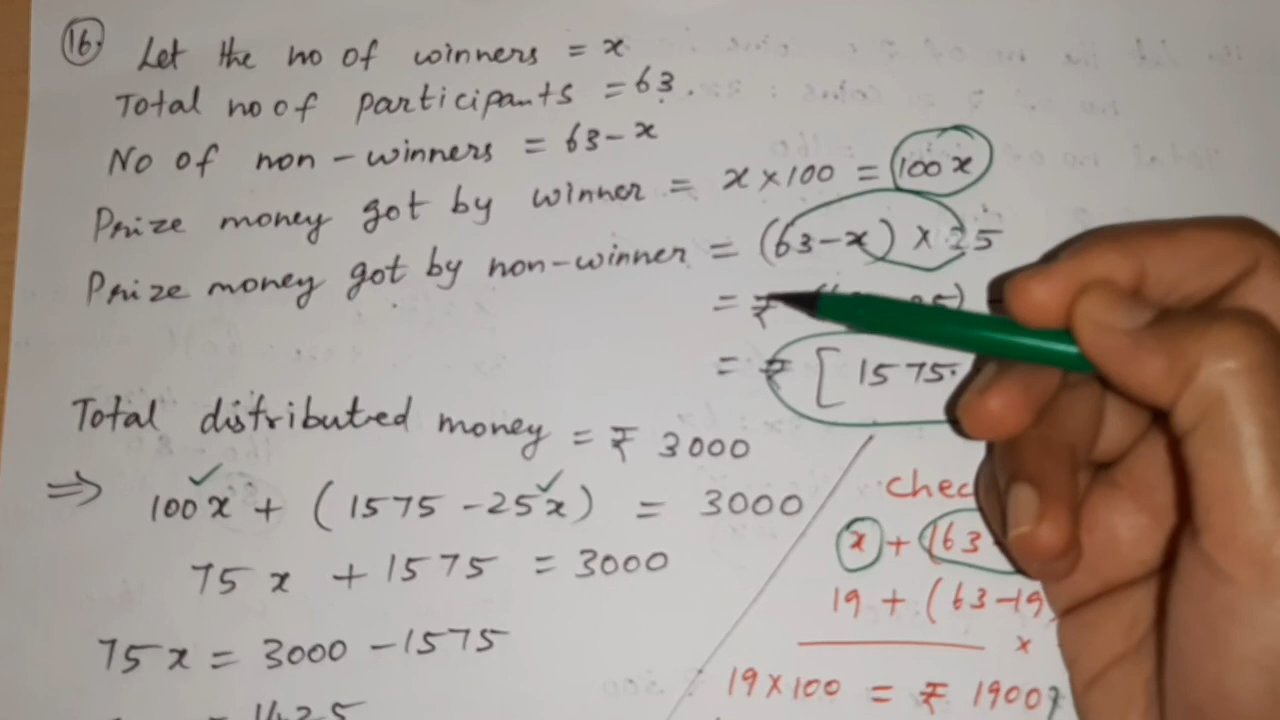 16.
Let the no of winners = x
Total no of participants = 63.
No of non-winners = 63-x
Prize money got by winner = x×100 = 100x
Prize money got by non-winner = (63-x) × 25
= ₹
= ₹ [1575.
Total distributed money = ₹ 3000
⇒ 100x + (1575 -25x) = 3000
75x + 1575 = 3000
75x = 3000 -1575
= 1425
chec
x + (63
19 + (63-19
x
19×100 = ₹ 1900